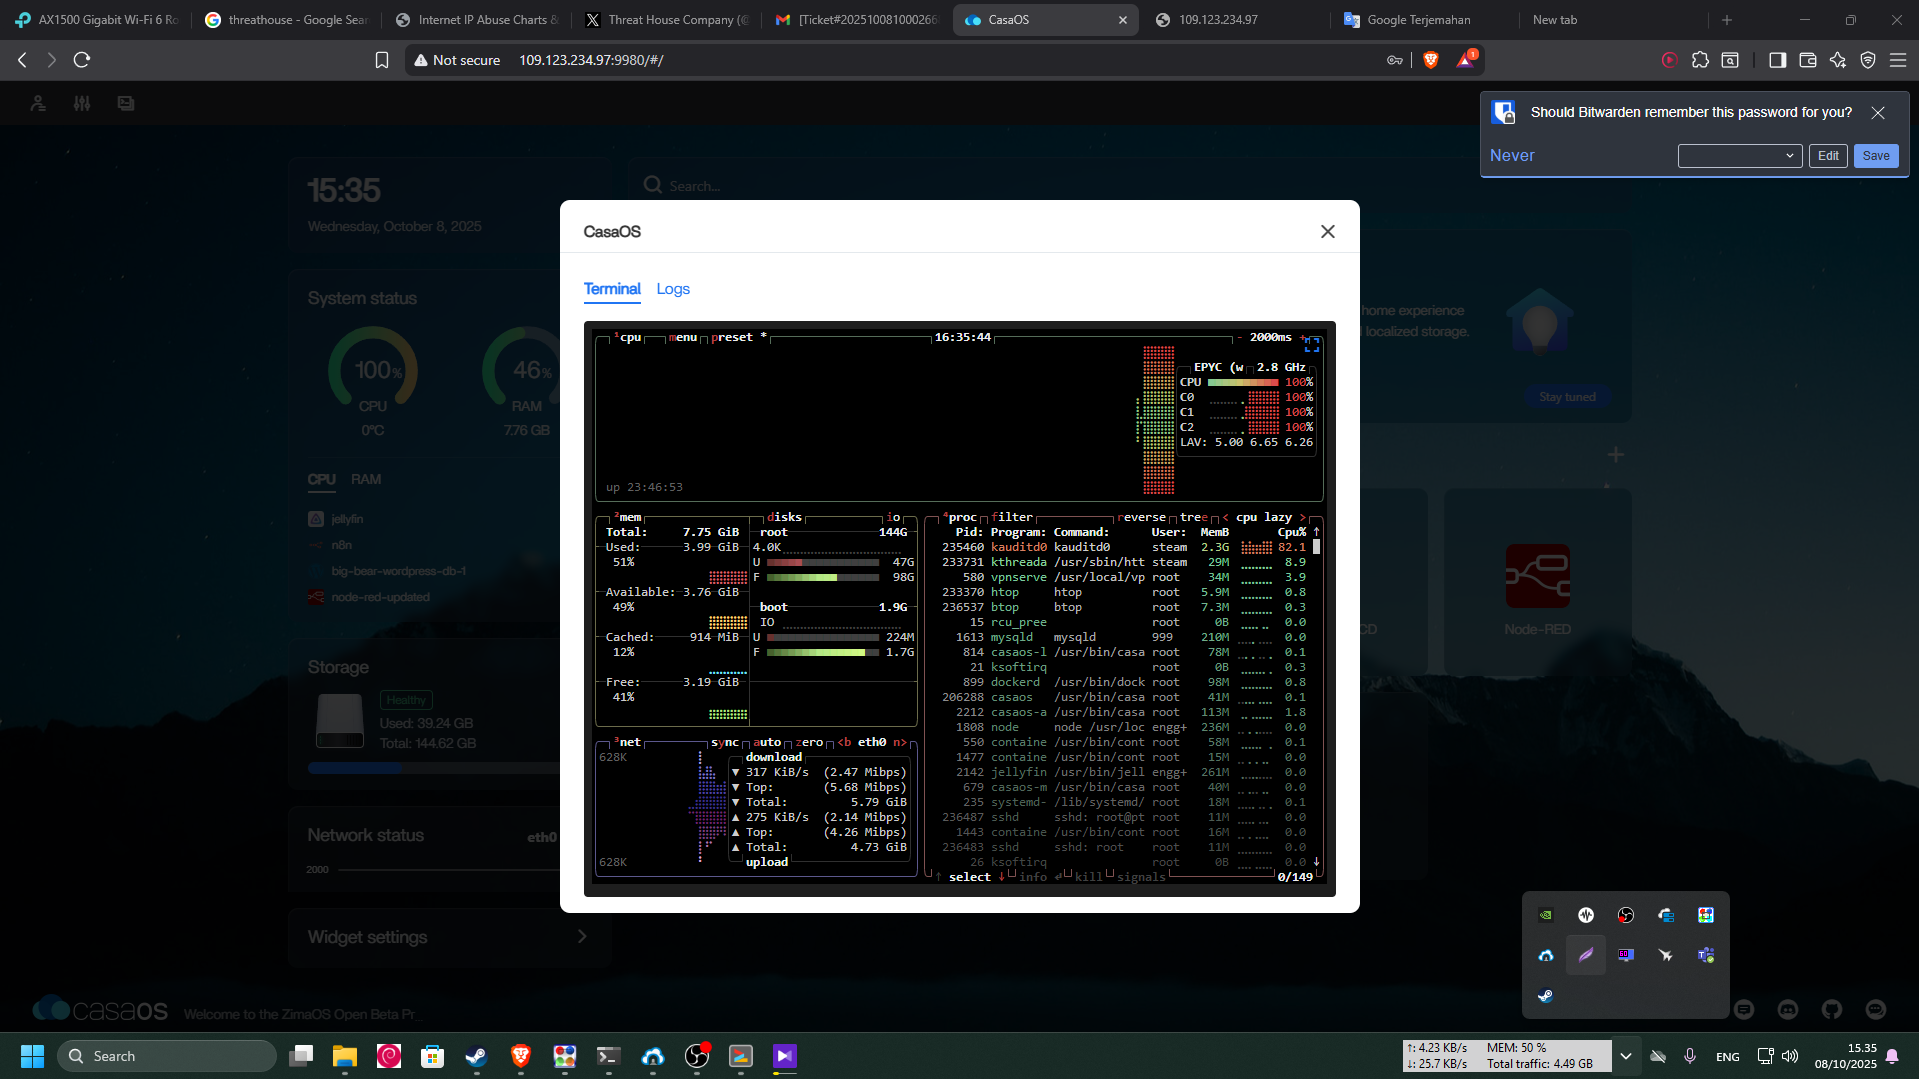 AX1500 Gigabit Wi-Fi 6 Ro
threathouse - Google Sear
Internet IP Abuse Charts &
Threat House Company (@
[Ticket#202510081000266
CasaOS
109.123.234.97
Google Terjemahan
New tab
Not secure
109.123.234.97:9980/#/
1
Should Bitwarden remember this password for you?
Never
Edit
Save
15:35
Wednesday, October 8, 2025
Search...
System status
100%
CPU
0°C
46%
RAM
7.76 GB
CPU
RAM
jellyfin
n8n
big-bear-wordpress-db-1
node-red-updated
Storage
Healthy
Used: 39.24 GB
Total: 144.62 GB
Network status
eth0
2000
Widget settings
home experience
localized storage.
Stay tuned
CD
Node-RED
CasaOS
Terminal
Logs
1cpu menu preset * 16:35:44 - 2000ms +
EPYC (w 2.8 GHz
CPU 100%
C0 100%
C1 100%
C2 100%
LAV: 5.00 6.65 6.26
up 23:46:53
2mem
Total: 7.75 GiB
Used: 3.99 GiB
51%
Available: 3.76 GiB
49%
Cached: 914 MiB
12%
Free: 3.19 GiB
41%
disks io
root 144G
4.0K
U 47G
F 98G
boot 1.9G
IO
U 224M
F 1.7G
3net sync auto zero <b eth0 n>
628K
download
▼ 317 KiB/s (2.47 Mibps)
▼ Top: (5.68 Mibps)
▼ Total: 5.79 GiB
▲ 275 KiB/s (2.14 Mibps)
▲ Top: (4.26 Mibps)
▲ Total: 4.73 GiB
628K
upload
4proc filter reverse tree < cpu lazy >
Pid: Program: Command: User: MemB Cpu% ↑
235460 kauditd0 kauditd0 steam 2.3G 82.1
233731 kthreada /usr/sbin/htt steam 29M 8.9
580 vpnserve /usr/local/vp root 34M 3.9
233370 htop htop root 5.9M 0.8
236537 btop btop root 7.3M 0.3
15 rcu_pree root 0B 0.0
1613 mysqld mysqld 999 210M 0.0
814 casaos-l /usr/bin/casa root 78M 0.1
21 ksoftirq root 0B 0.3
899 dockerd /usr/bin/dock root 98M 0.8
206288 casaos /usr/bin/casa root 41M 0.1
2212 casaos-a /usr/bin/casa root 113M 1.8
1808 node node /usr/loc engg+ 236M 0.0
550 containe /usr/bin/cont root 58M 0.1
1477 containe /usr/bin/cont root 15M 0.0
2142 jellyfin /usr/bin/jell engg+ 261M 0.0
679 casaos-m /usr/bin/casa root 40M 0.0
235 systemd- /lib/systemd/ root 18M 0.1
236487 sshd sshd: root@pt root 11M 0.0
1443 containe /usr/bin/cont root 16M 0.0
236483 sshd sshd: root root 11M 0.0
26 ksoftirq root 0B 0.0 ↓
↑ select ↓ info ↲ kill signals 0/149
casaOS
Welcome to the ZimaOS Open Beta Pr_
Search
↑: 4.23 KB/s MEM: 50 %
↓: 25.7 KB/s Total traffic: 4.49 GB
ENG
15.35
08/10/2025